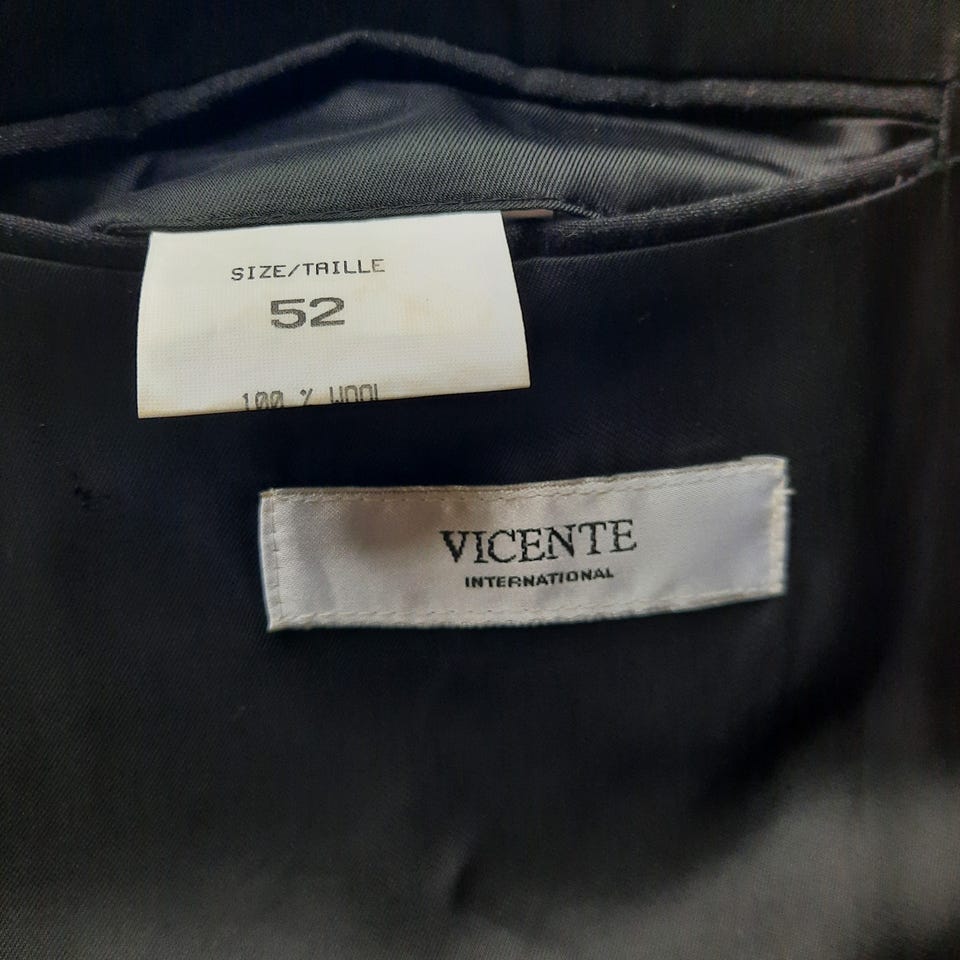 SIZE/TAILLE
52
100 % WOOL
VICENTE
INTERNATIONAL